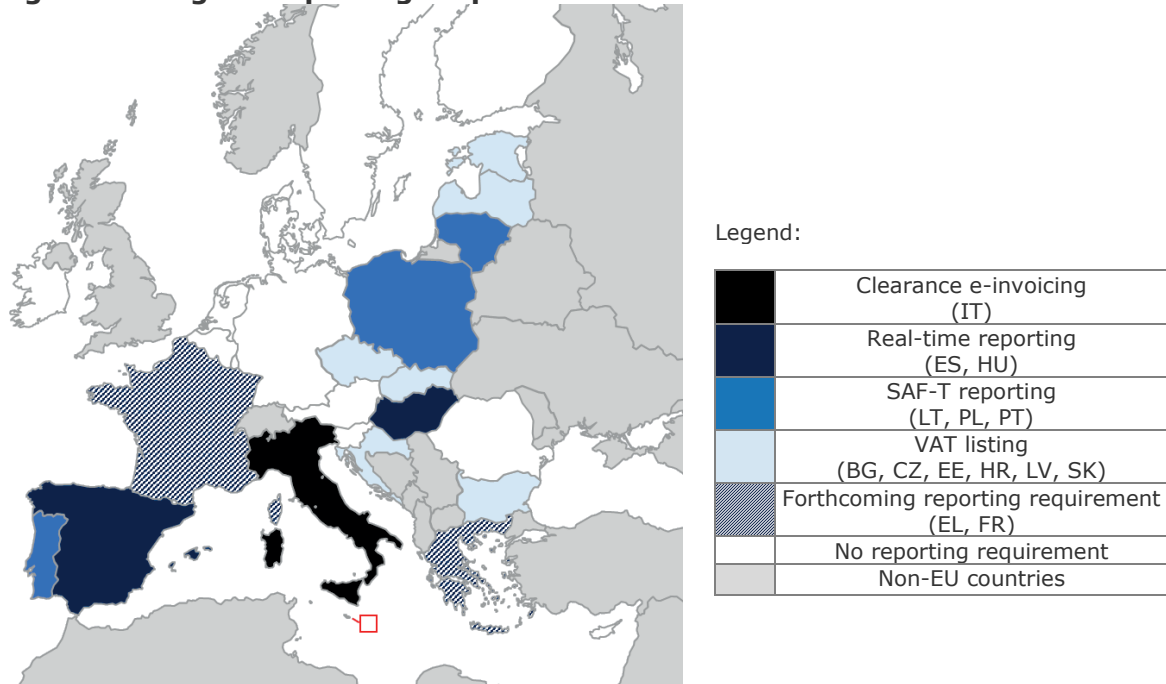 Legend:
Clearance e-invoicing
(IT)
Real-time reporting
(ES, HU)
SAF-T reporting
(LT, PL, PT)
VAT listing
(BG, CZ, EE, HR, LV, SK)
Forthcoming reporting requirement
(EL, FR)
No reporting requirement
Non-EU countries